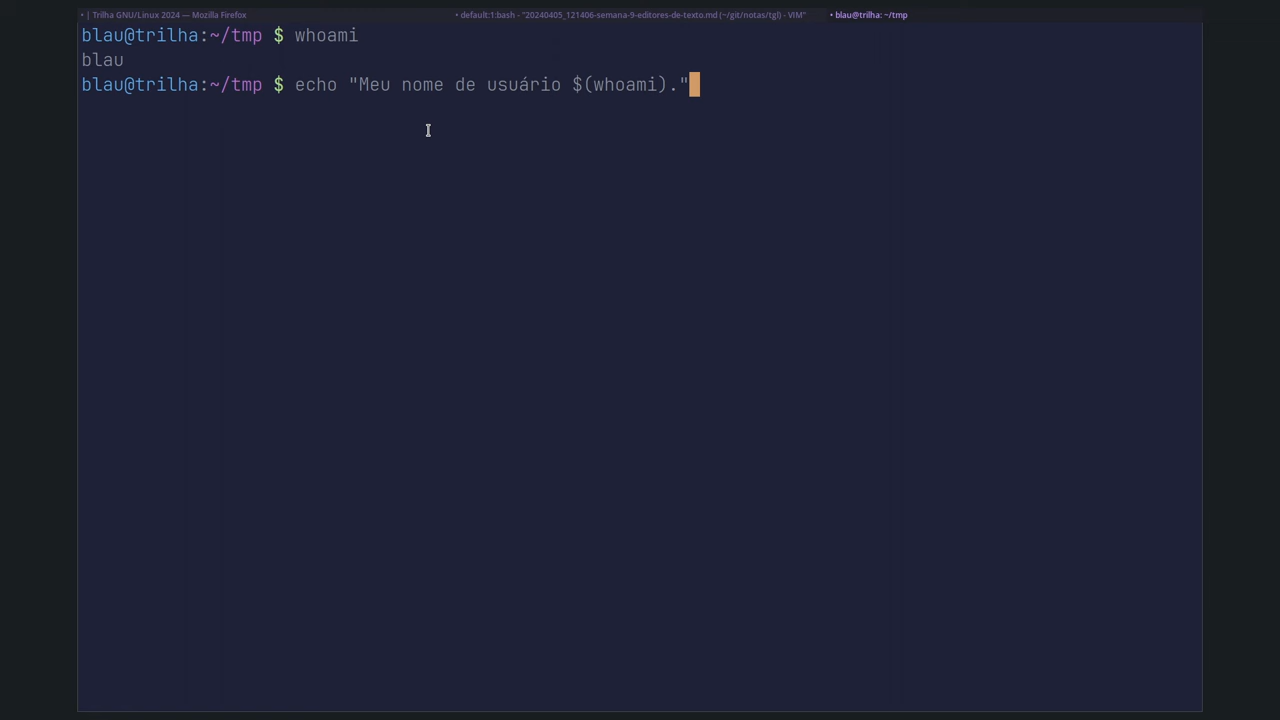 • | Trilha GNU/Linux 2024 — Mozilla Firefox • default:1:bash - "20240405_121406-semana-9-editores-de-texto.md (~/git/notas/tgl) - VIM" • blau@trilha: ~/tmp
blau@trilha:~/tmp $ whoami
blau
blau@trilha:~/tmp $ echo "Meu nome de usuário $(whoami)."